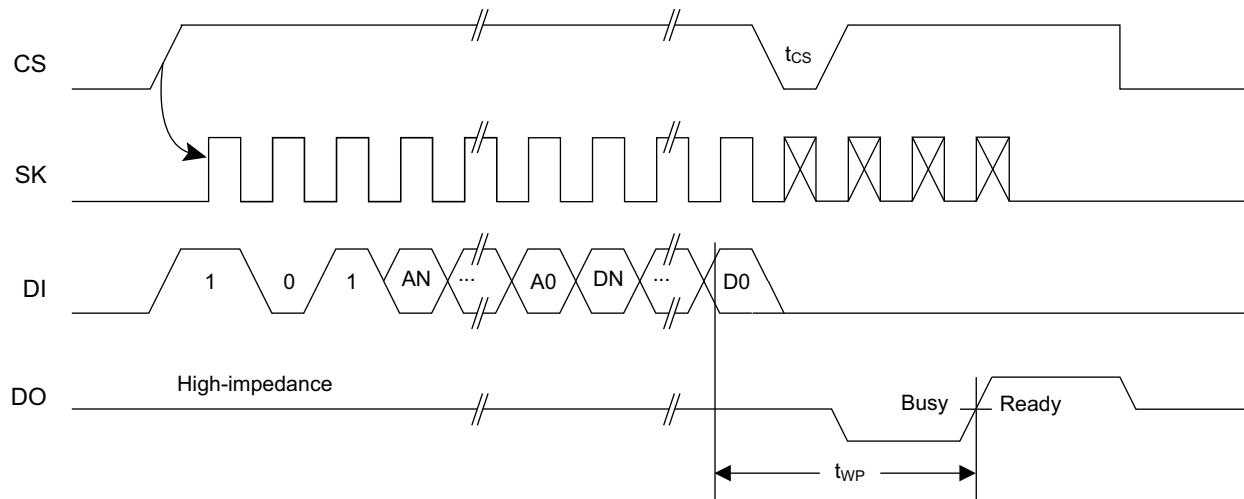 CS
tCS
SK
DI
1 0 1 AN ... A0 DN ... D0
DO
High-impedance
Busy Ready
tWP